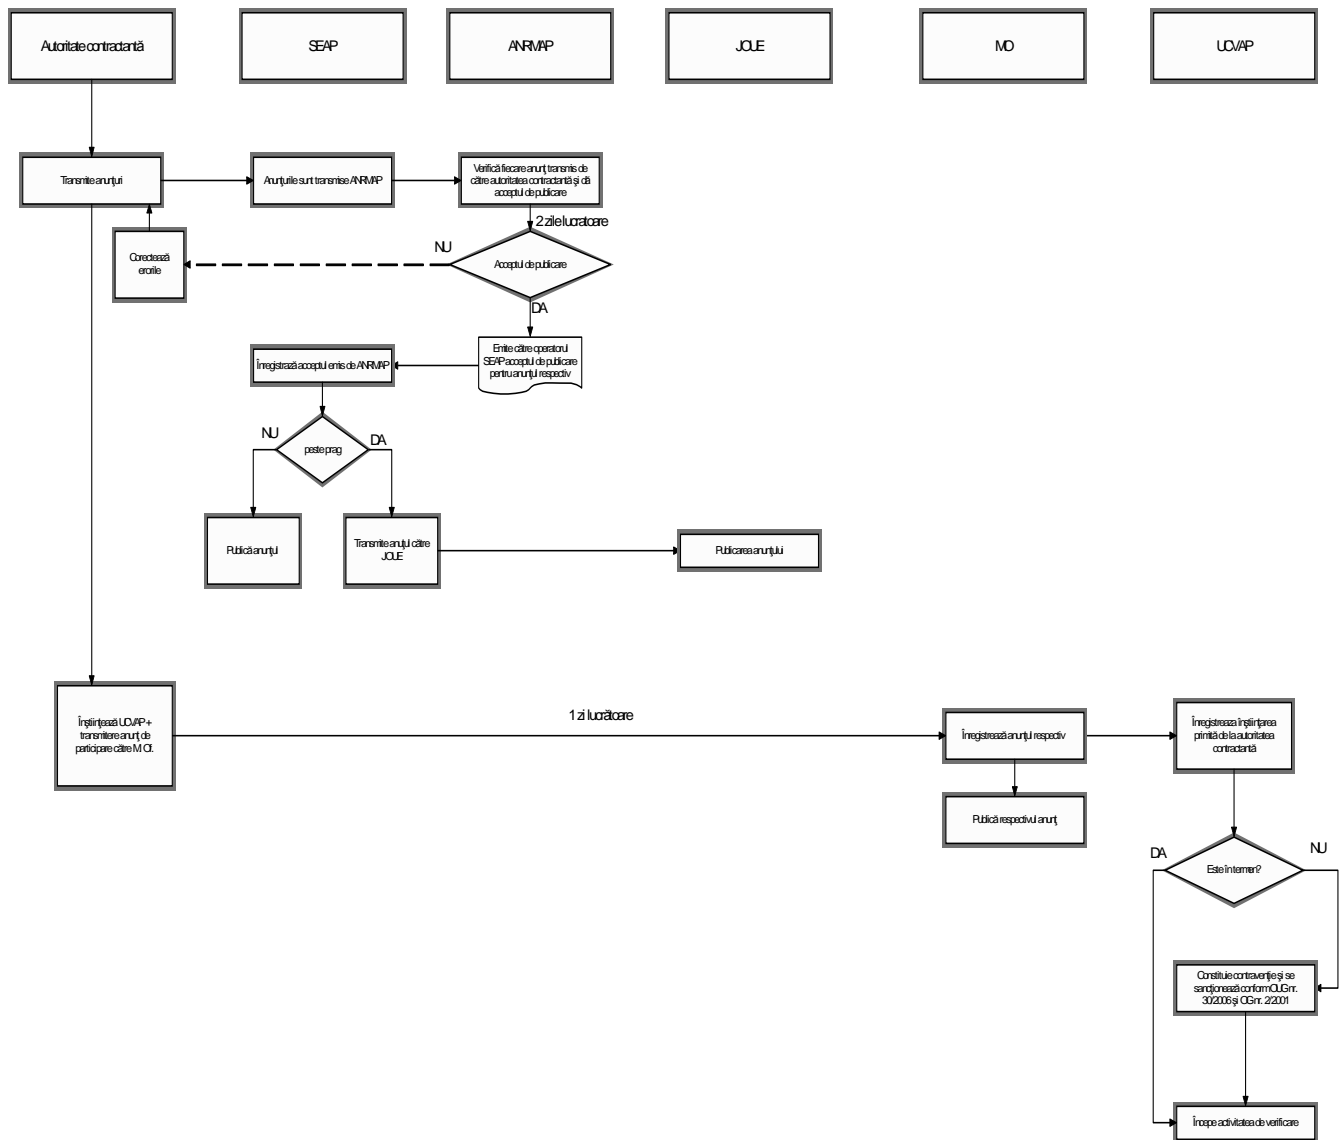 Autoritate contractantă
SEAP
ANRMAP
JOUE
MO
UCVAP
Transmite anunţuri
Anunţurile sunt transmise ANRMAP
Verifică fiecare anunţ transmis de
către autoritatea contractantă şi dă
acceptul de publicare
2 zile lucratoare
NU
Corectează
erorile
Acceptul de publicare
DA
Emite către operatorul
SEAP acceptul de publicare
pentru anunţul respectiv
Înregistrază acceptul emis de ANRMAP
NU
DA
peste prag
Publică anunţul
Transmite anuţul către
JOUE
Publicarea anunţului
Înştiinţează UCVAP +
transmitere anunţ de
participare către M. Of.
1 zi lucrătoare
Înregistrează anunţul respectiv
Înregistreaza înştiinţarea
primită de la autoritatea
contractantă
Publică respectivul anunţ
DA
NU
Este în termen?
Constituie contravenţie şi se
sancţionează conform OUG nr.
30/2006 şi OG nr. 2/2001
Începe activitatea de verificare